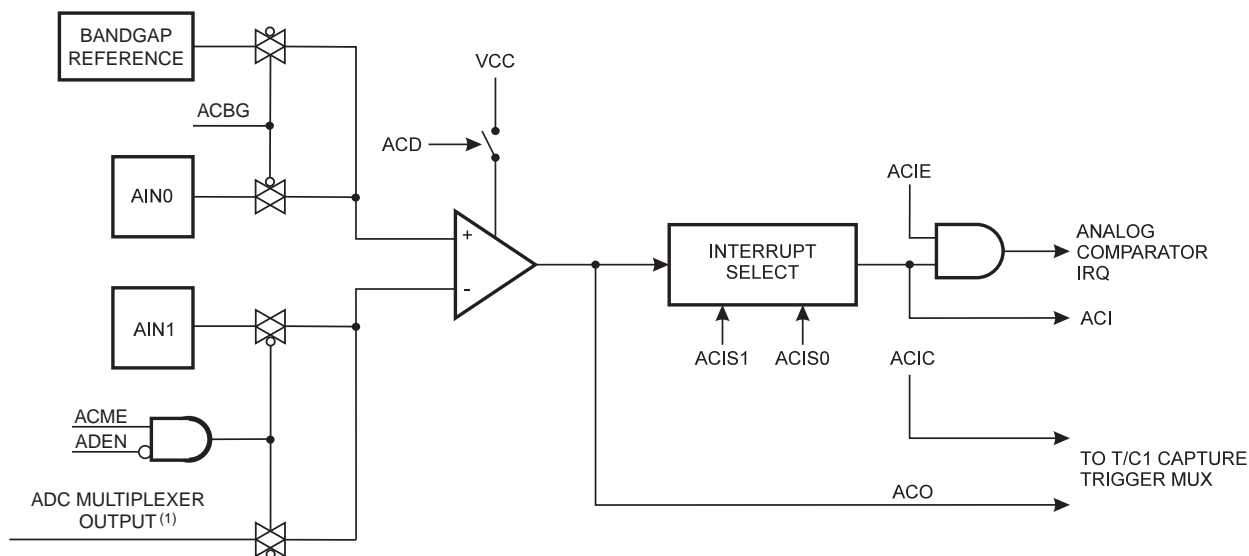 BANDGAP
REFERENCE
VCC
ACBG
ACD
AIN0
ACIE
+
-
INTERRUPT
SELECT
ANALOG
COMPARATOR
IRQ
AIN1
ACI
ACIS1
ACIS0
ACIC
ACME
ADEN
TO T/C1 CAPTURE
TRIGGER MUX
ACO
ADC MULTIPLEXER
OUTPUT (1)